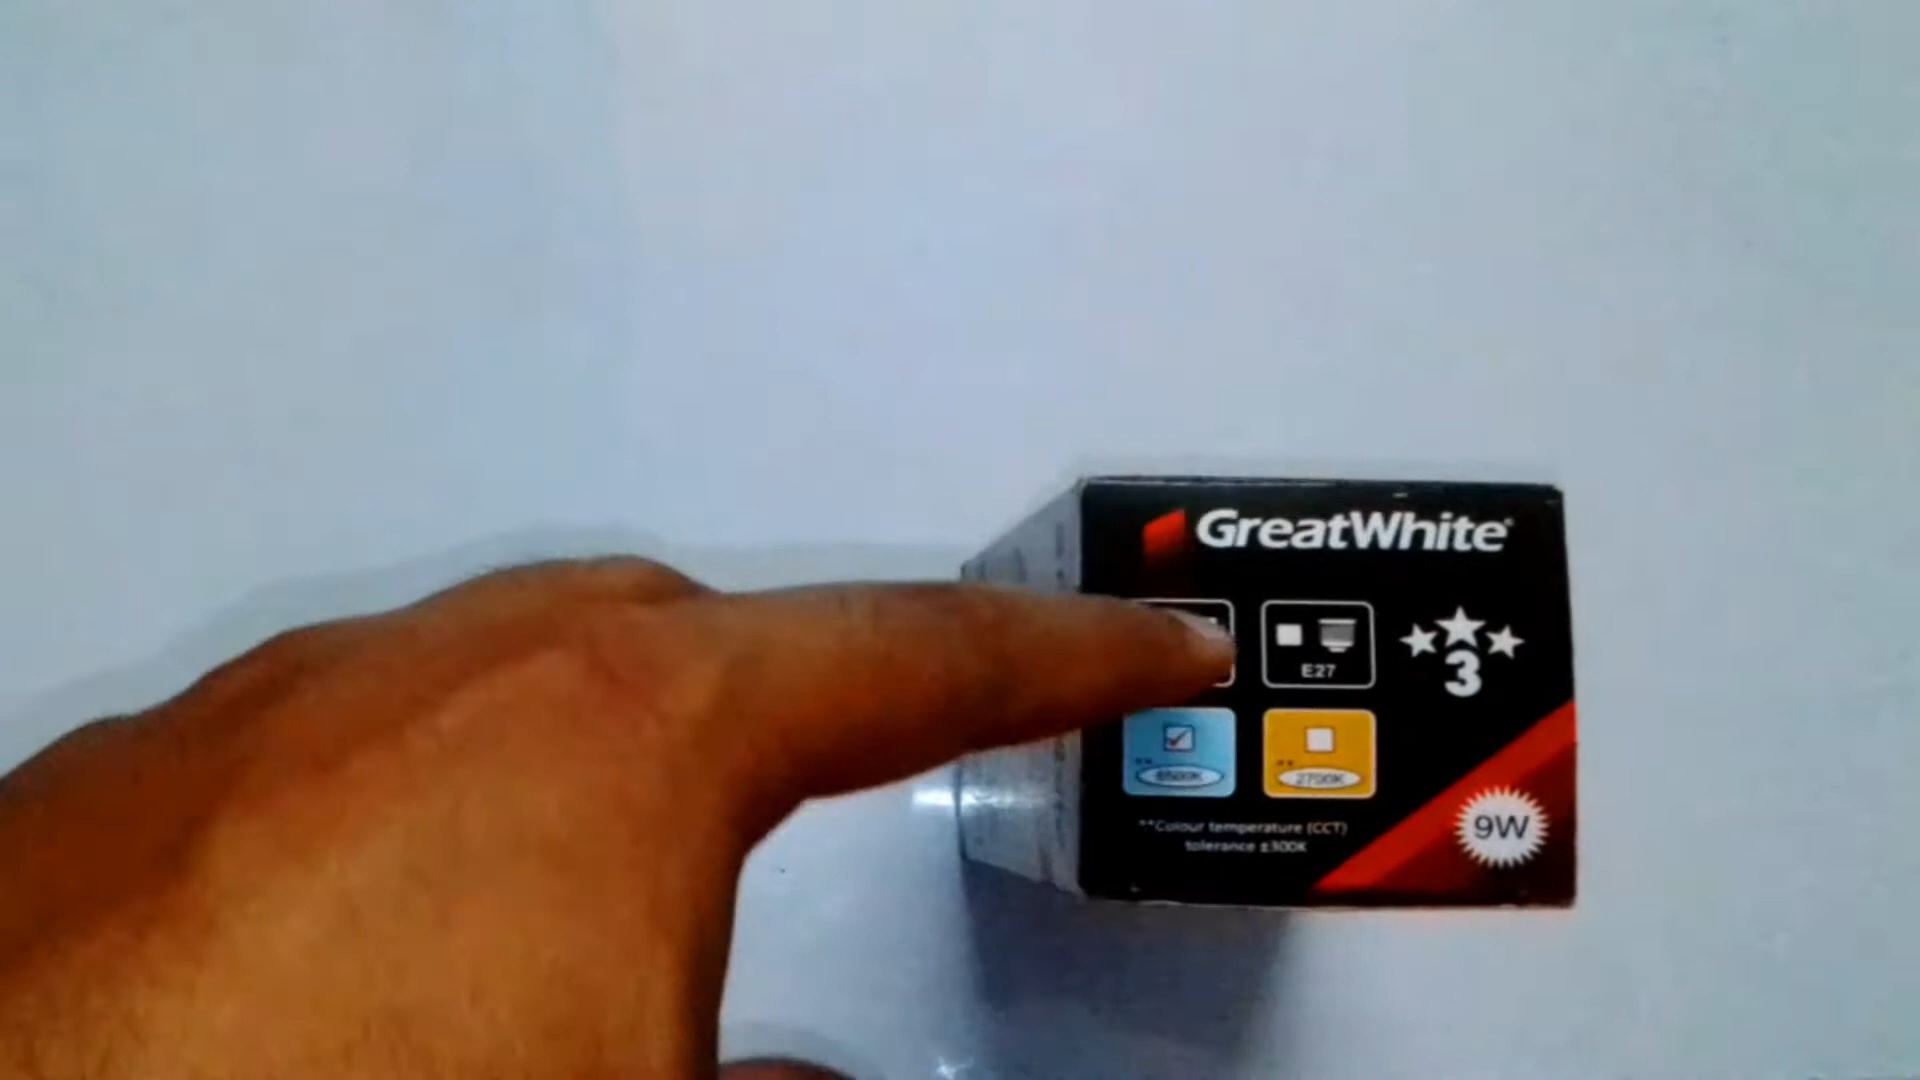 GreatWhite
E27
3
6500K
2700K
**Colour temperature (CCT)
tolerance ±300K
9W